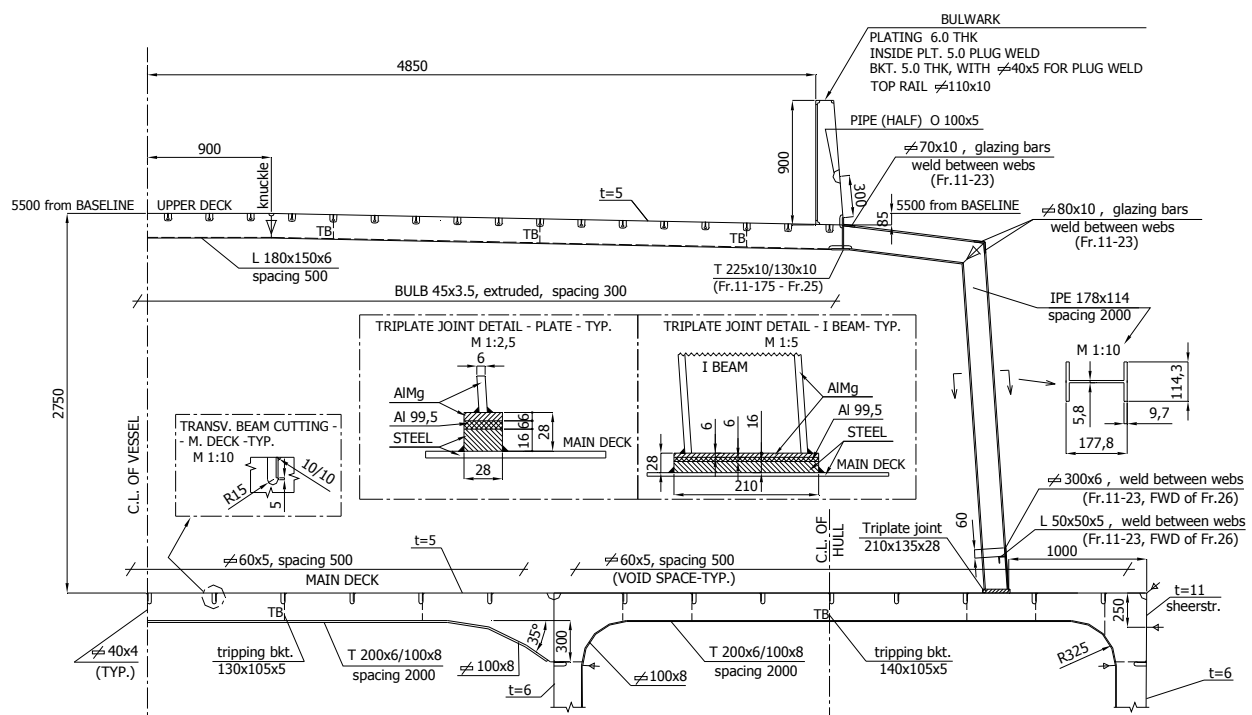 BULWARK
PLATING 6.0 THK
INSIDE PLT. 5.0 PLUG WELD
BKT. 5.0 THK, WITH ⌿40x5 FOR PLUG WELD
TOP RAIL ⌿110x10
4850
PIPE (HALF) O 100x5
900
900
knuckle
⌿70x10 , glazing bars
weld between webs
(Fr.11-23)
300
85
t=5
5500 from BASELINE
UPPER DECK
5500 from BASELINE
⌿80x10 , glazing bars
weld between webs
(Fr.11-23)
TB
TB
TB
L 180x150x6
spacing 500
T 225x10/130x10
(Fr.11-175 - Fr.25)
BULB 45x3.5, extruded, spacing 300
IPE 178x114
spacing 2000
M 1:10
114,3
5,8
9,7
177,8
2750
C.L. OF VESSEL
TRIPLATE JOINT DETAIL - PLATE - TYP.
M 1:2,5
6
AlMg
Al 99,5
STEEL
MAIN DECK
16
6
6
28
28
TRIPLATE JOINT DETAIL - I BEAM- TYP.
M 1:5
I BEAM
AlMg
Al 99,5
STEEL
MAIN DECK
6
6
16
28
210
TRANSV. BEAM CUTTING -
- M. DECK -TYP.
M 1:10
10/10
R15
5
⌿300x6 , weld between webs
(Fr.11-23, FWD of Fr.26)
L 50x50x5 , weld between webs
(Fr.11-23, FWD of Fr.26)
60
1000
Triplate joint
210x135x28
C.L. OF
HULL
⌿60x5, spacing 500
MAIN DECK
t=5
⌿60x5, spacing 500
(VOID SPACE-TYP.)
t=11
sheerstr.
250
TB
TB
35°
300
R325
⌿40x4
(TYP.)
tripping bkt.
130x105x5
T 200x6/100x8
spacing 2000
⌿100x8
t=6
⌿100x8
T 200x6/100x8
spacing 2000
tripping bkt.
140x105x5
t=6